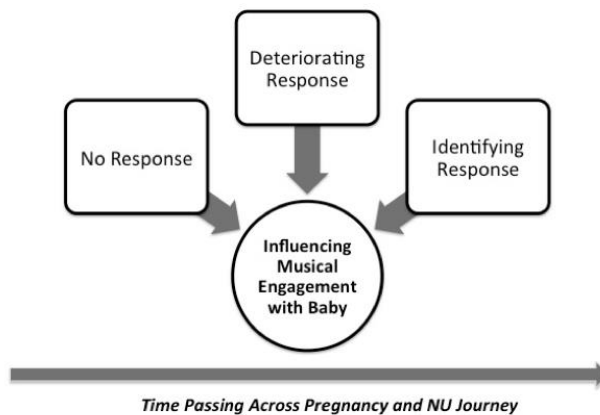 Deteriorating
Response
No Response
Identifying
Response
Influencing
Musical
Engagement
with Baby
Time Passing Across Pregnancy and NU Journey